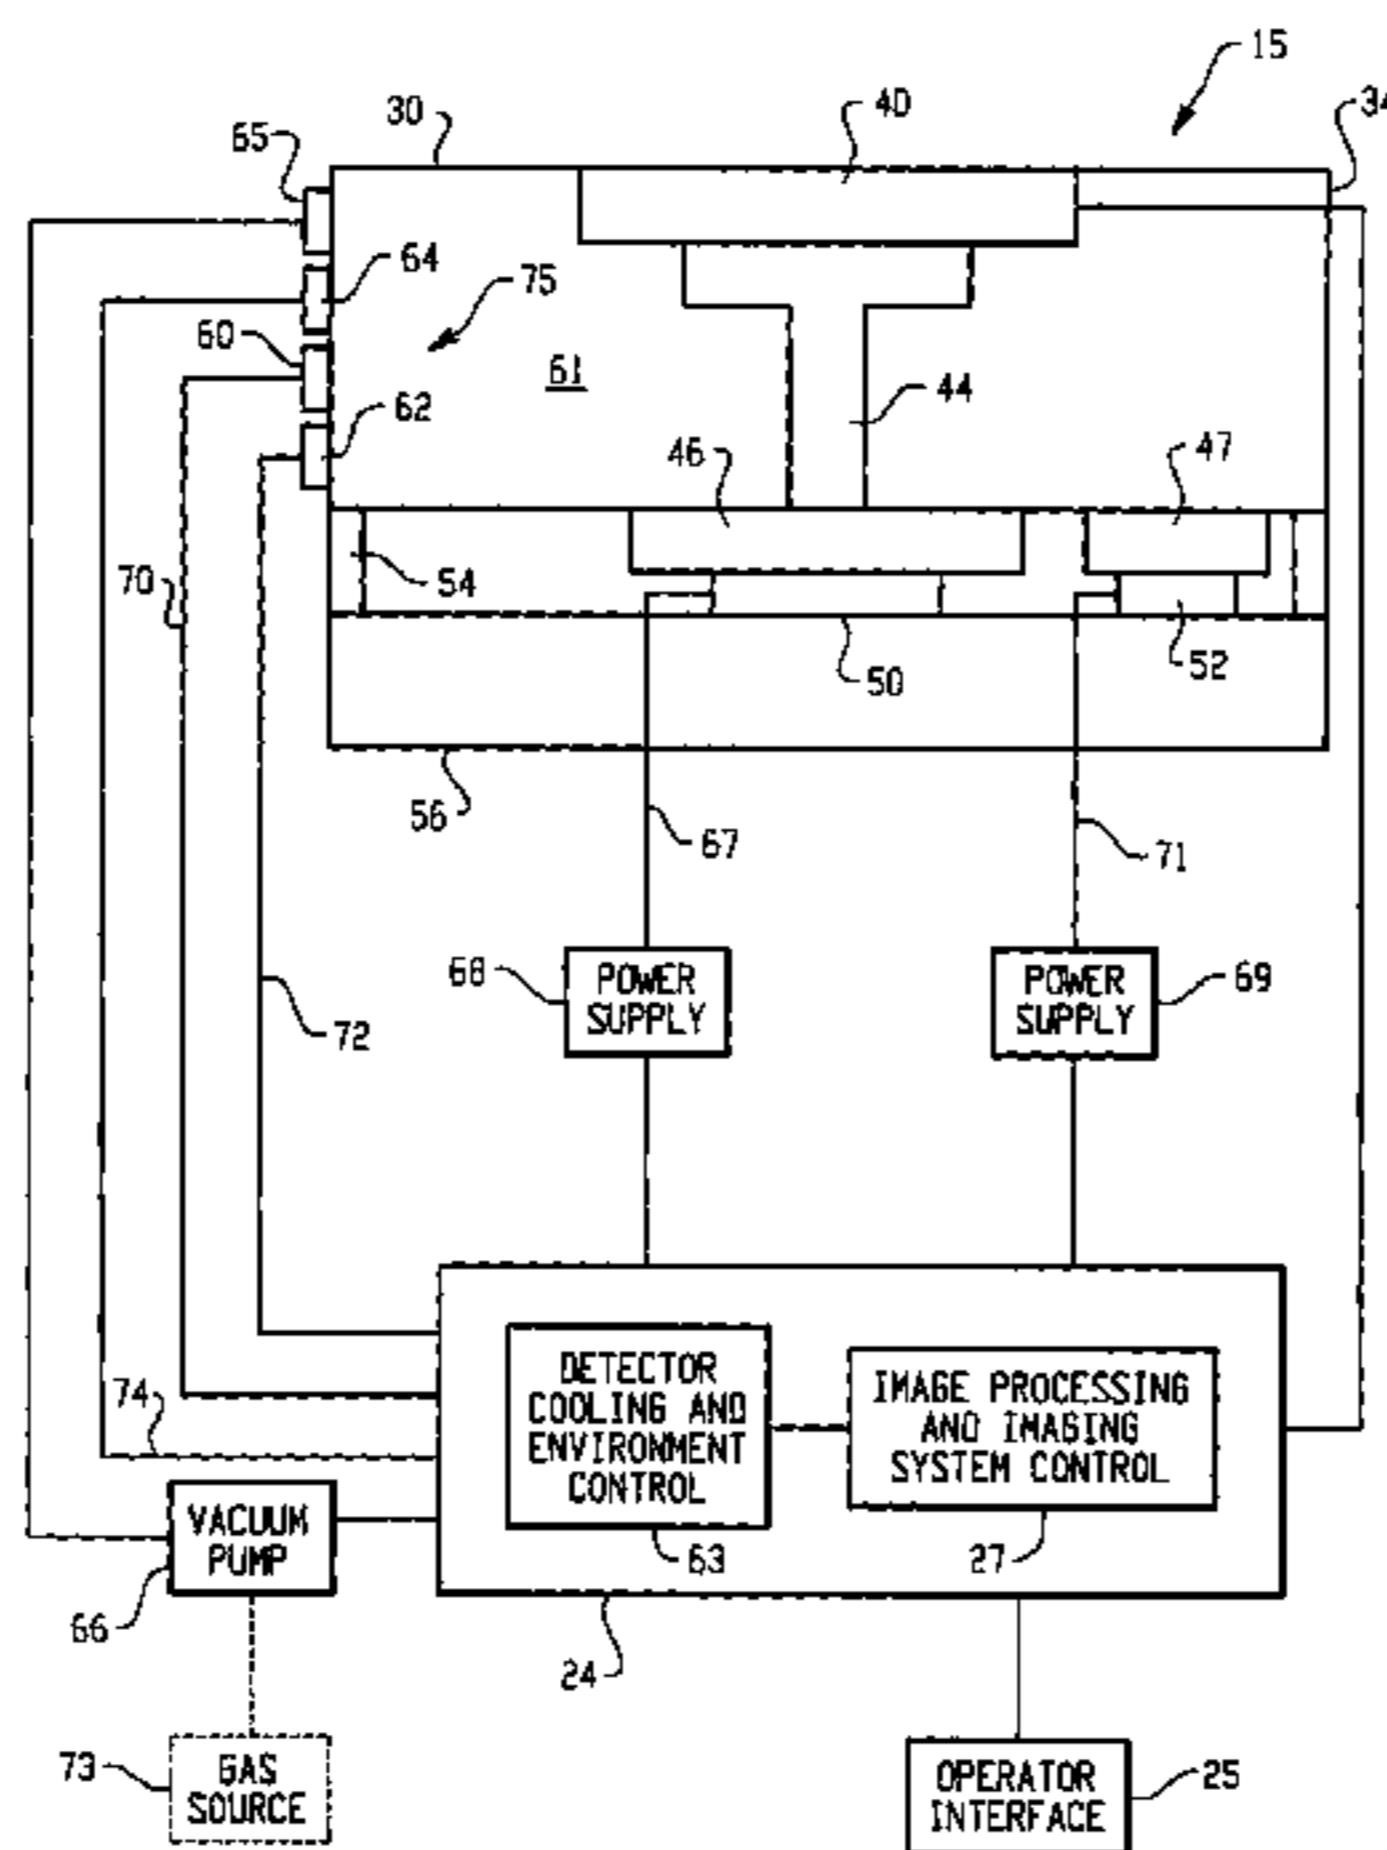 15
30
40
34
65
64
75
60
61
62
44
46
47
54
70
52
50
56
67
71
68
POWER
SUPPLY
POWER
SUPPLY
69
72
DETECTOR
COOLING AND
ENVIRONMENT
CONTROL
IMAGE PROCESSING
AND IMAGING
SYSTEM CONTROL
74
VACUUM
PUMP
63
27
66
24
73
GAS
SOURCE
OPERATOR
INTERFACE
25